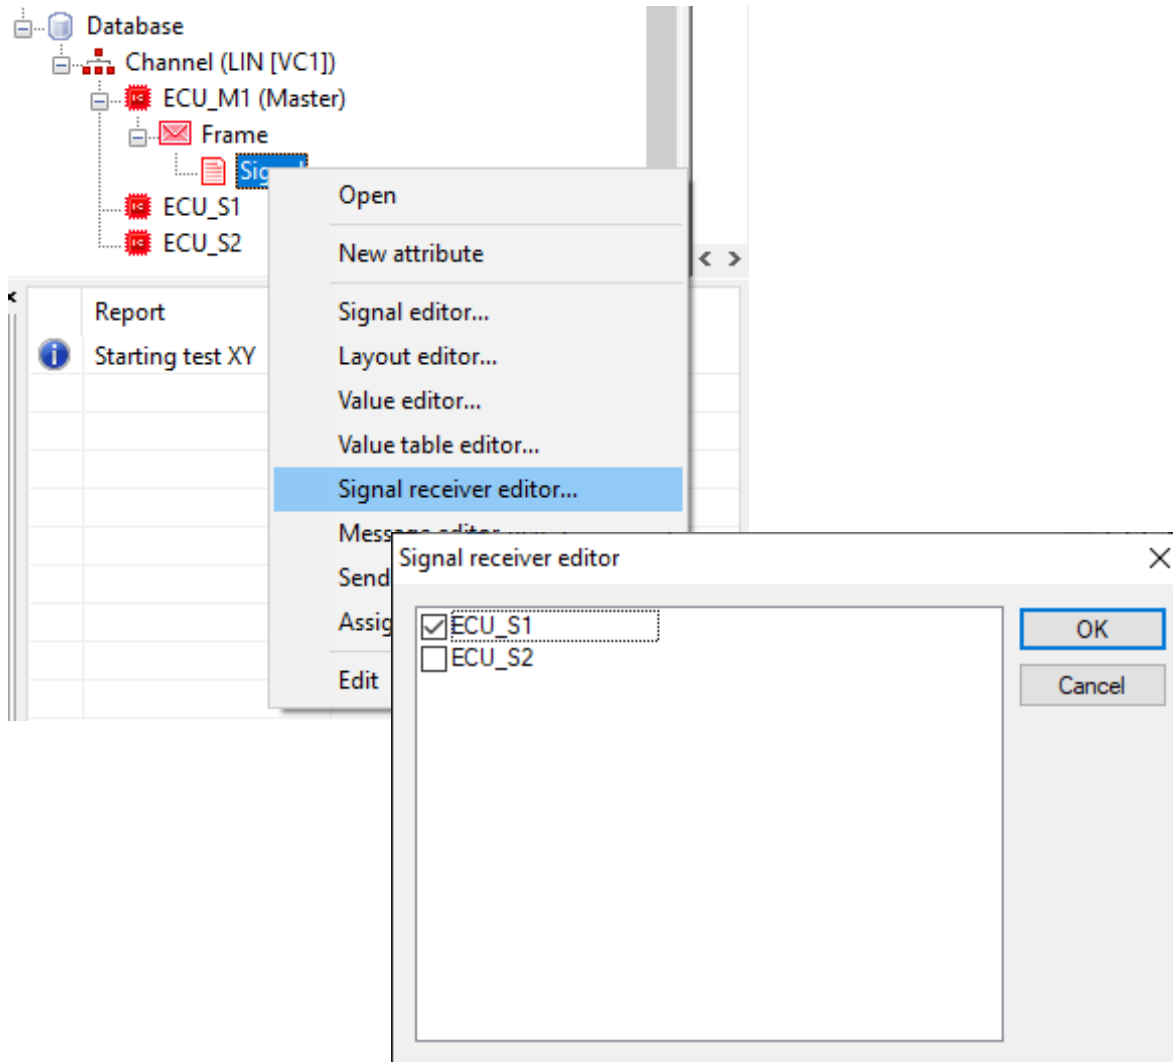 Database
Channel (LIN [VC1])
ECU_M1 (Master)
Frame
ECU_S1
ECU_S2
Report
Starting test XY
Open
New attribute
Signal editor...
Layout editor...
Value editor...
Value table editor...
Signal receiver editor...
Message editor
Send
Assig
Edit
Signal receiver editor
ECU_S1
ECU_S2
OK
Cancel